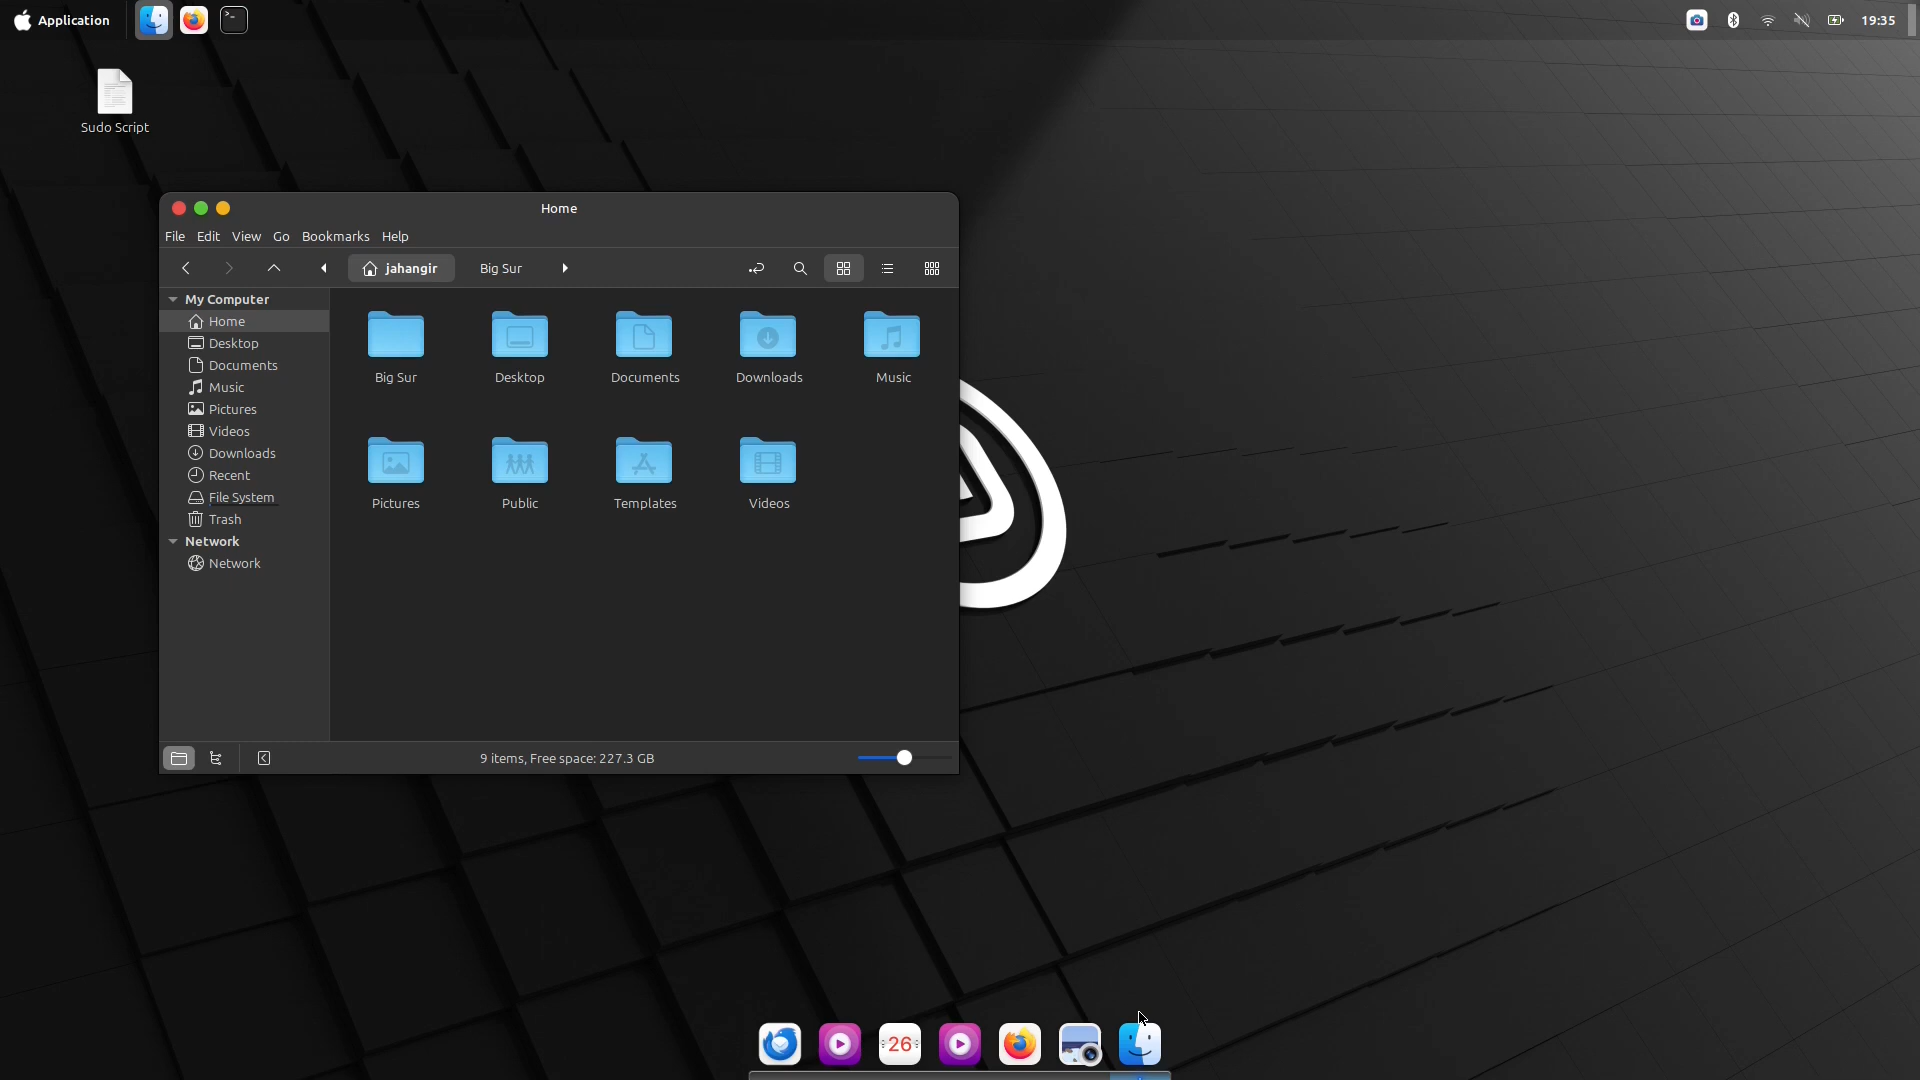 Application
19:35
Sudo Script
Home
File Edit View Go Bookmarks Help
jahangir Big Sur
My Computer
Home
Desktop
Documents
Music
Pictures
Videos
Downloads
Recent
File System
Trash
Network
Network
Big Sur Desktop Documents Downloads Music
Pictures Public Templates Videos
9 items, Free space: 227.3 GB
26